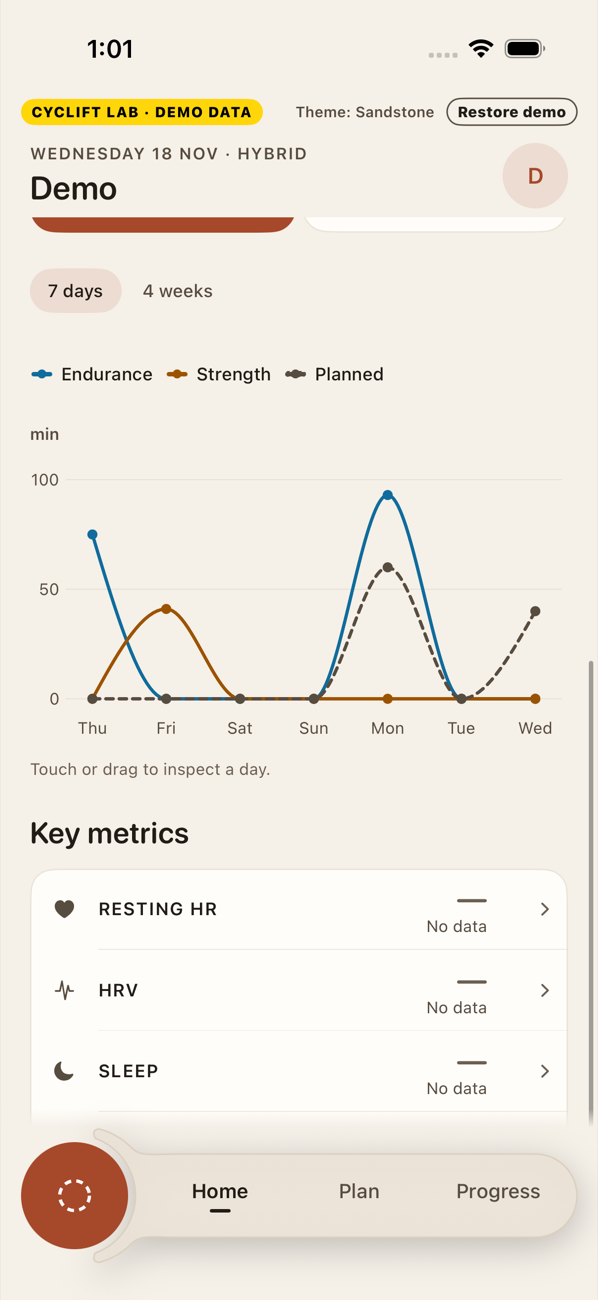 1:01
CYCLIFT LAB · DEMO DATA
Theme: Sandstone
Restore demo
WEDNESDAY 18 NOV · HYBRID
Demo
D
7 days
4 weeks
Endurance
Strength
Planned
min
100
50
0
Thu Fri Sat Sun Mon Tue Wed
Touch or drag to inspect a day.
Key metrics
RESTING HR
No data
HRV
No data
SLEEP
No data
Home
Plan
Progress